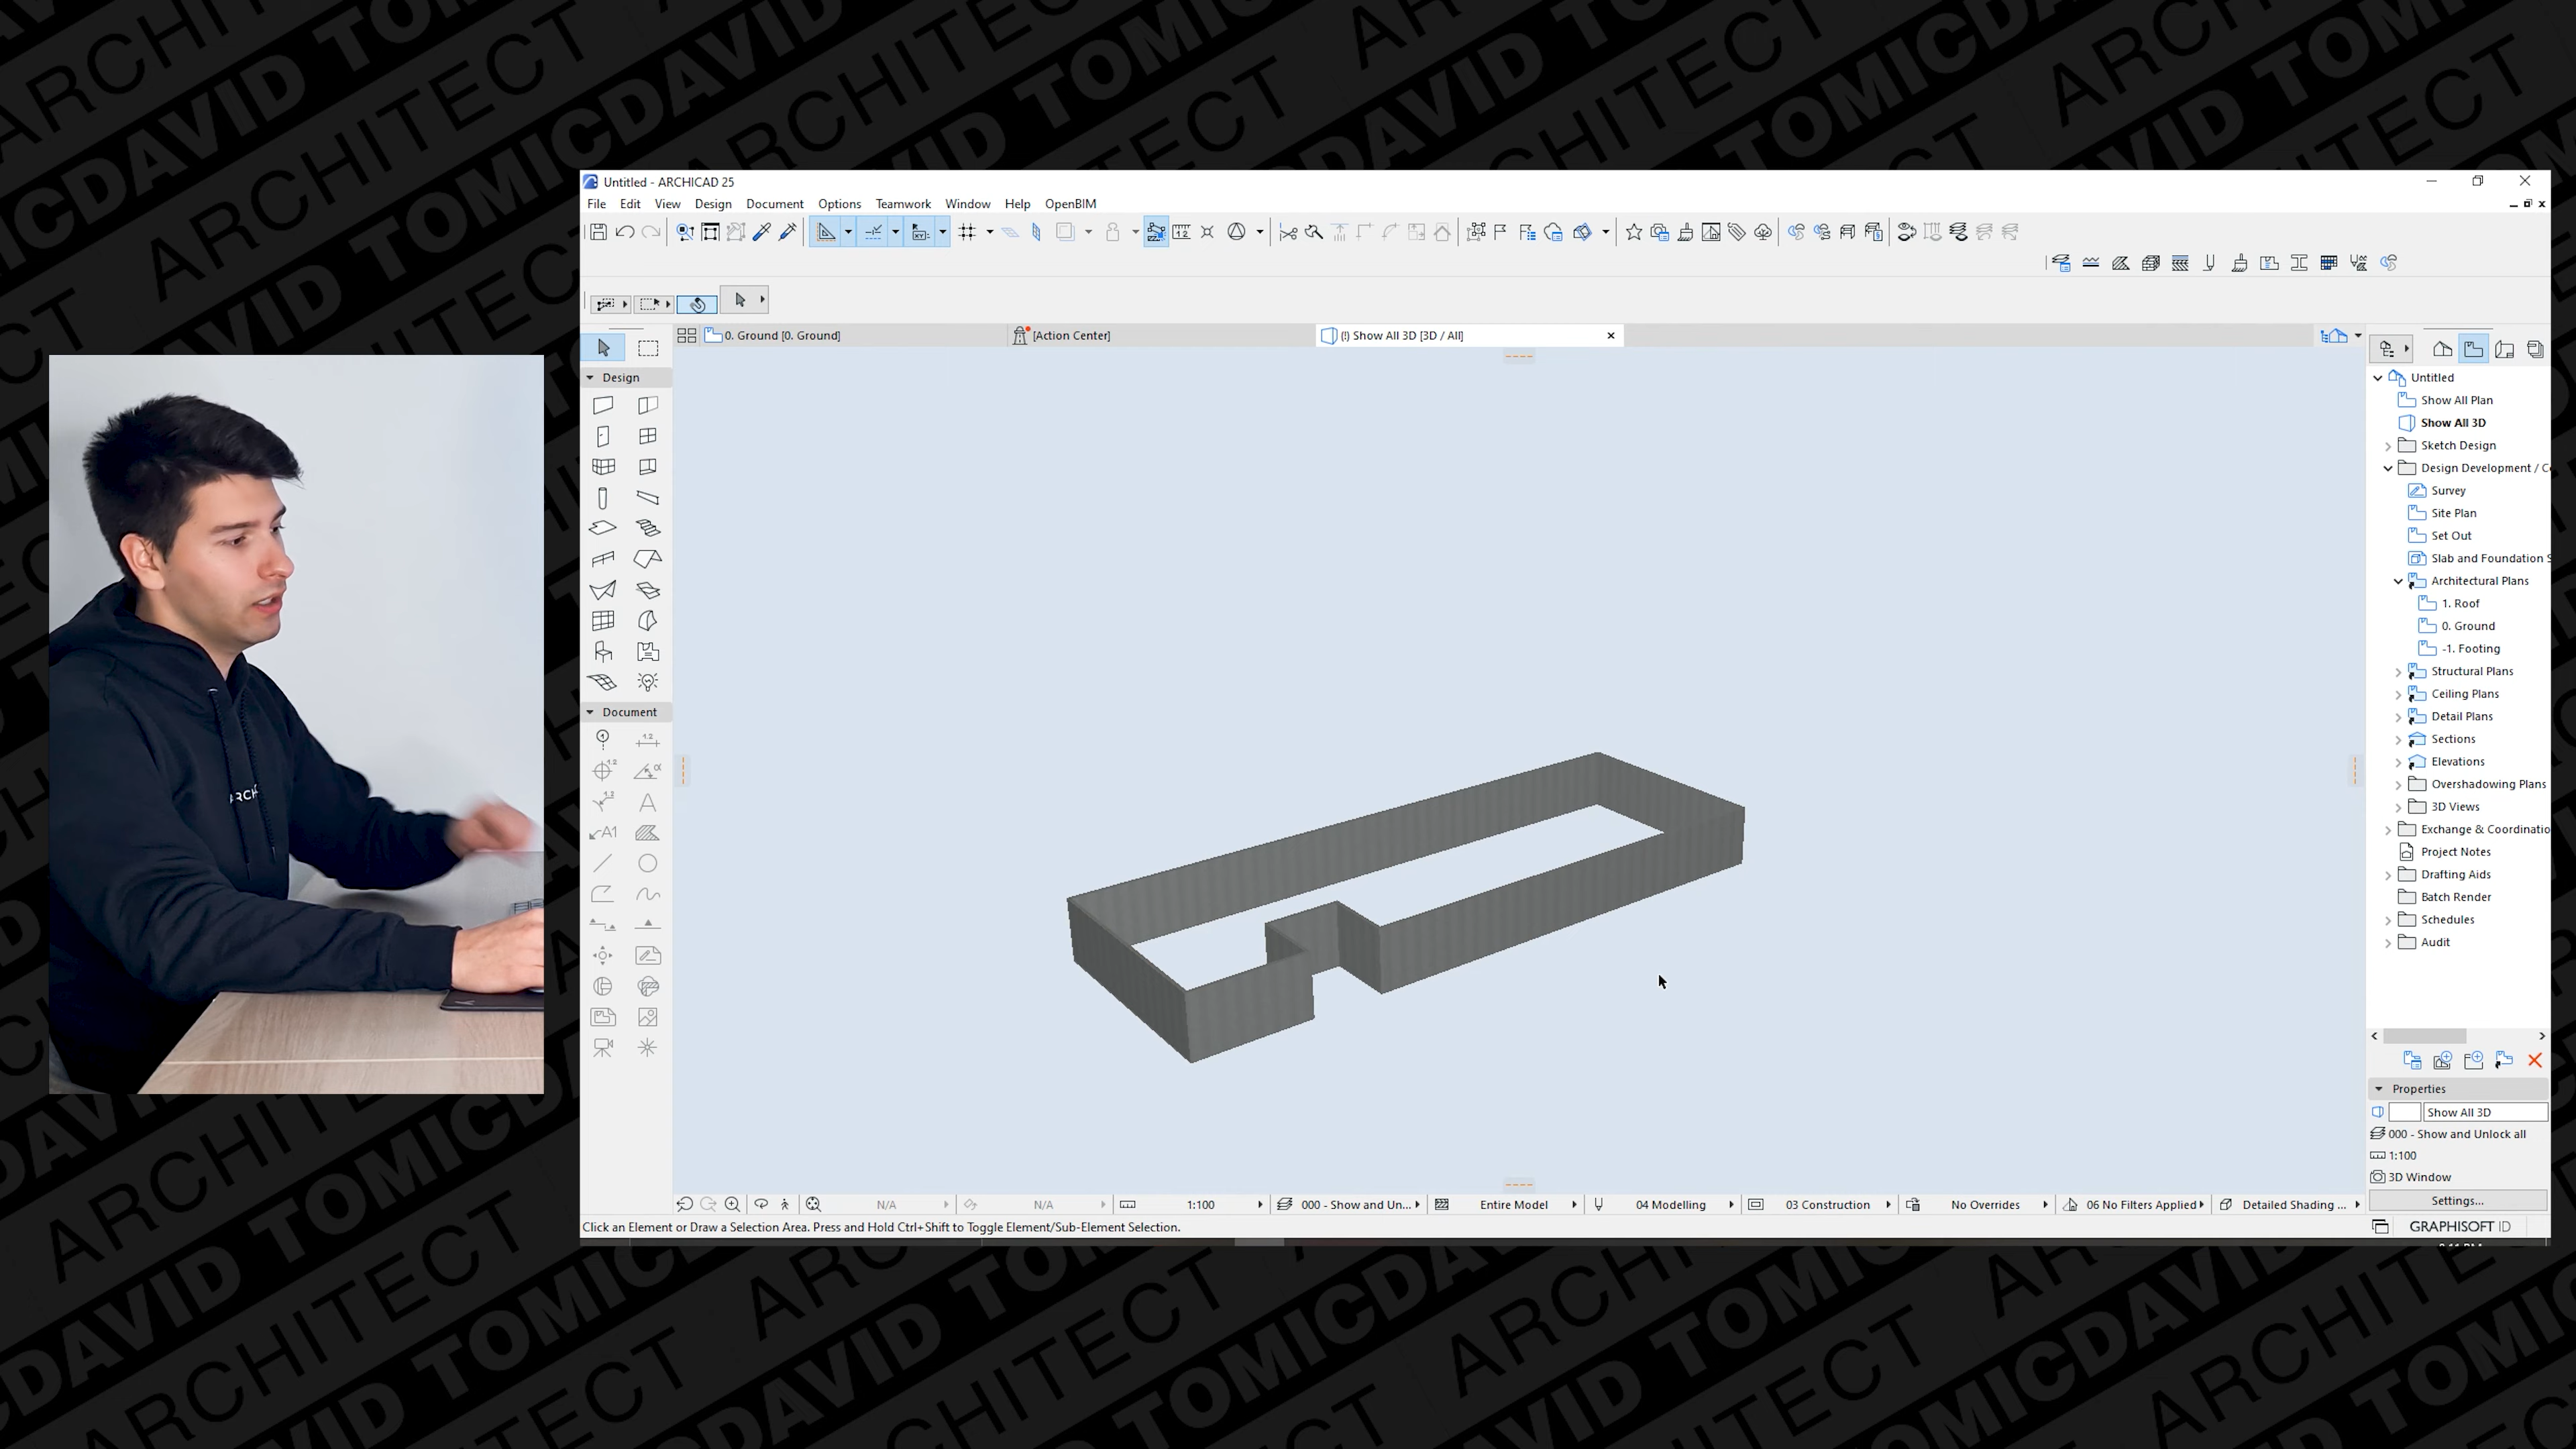 ARCHITECT
DAVID TOMIC
Untitled - ARCHICAD 25
File Edit View Design Document Options Teamwork Window Help OpenBIM
0. Ground [0. Ground]
[Action Center]
(!) Show All 3D [3D / All]
Design
Document
Untitled
Show All Plan
Show All 3D
Sketch Design
Design Development / C
Survey
Site Plan
Set Out
Slab and Foundation S
Architectural Plans
1. Roof
0. Ground
-1. Footing
Structural Plans
Ceiling Plans
Detail Plans
Sections
Elevations
Overshadowing Plans
3D Views
Exchange & Coordinatio
Project Notes
Drafting Aids
Batch Render
Schedules
Audit
Properties
Show All 3D
000 - Show and Unlock all
1:100
3D Window
Settings...
N/A N/A 1:100 000 - Show and Un... Entire Model 04 Modelling 03 Construction No Overrides 06 No Filters Applied Detailed Shading ...
Click an Element or Draw a Selection Area. Press and Hold Ctrl+Shift to Toggle Element/Sub-Element Selection.
GRAPHISOFT ID